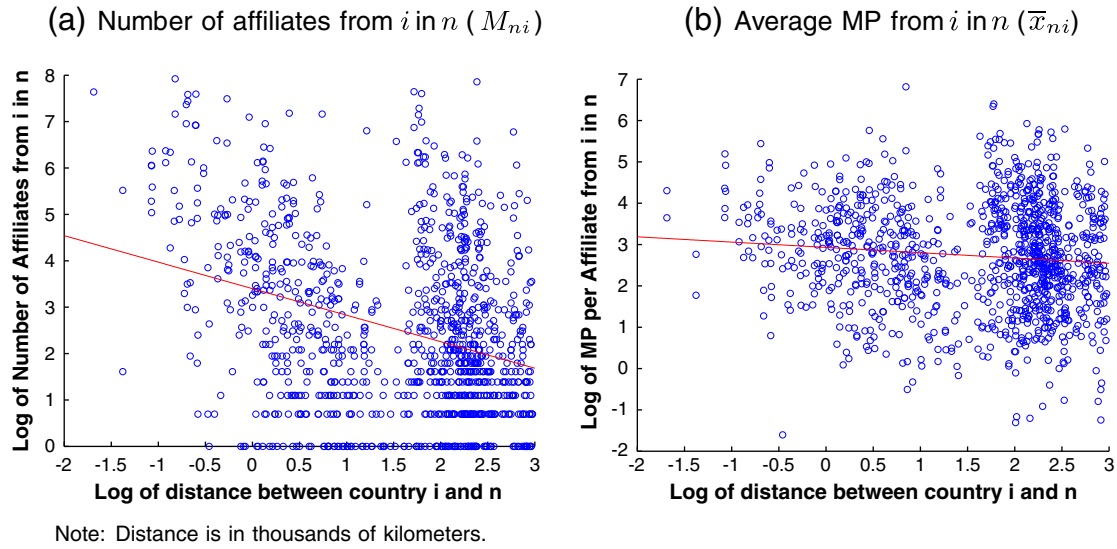 (a) Number of affiliates from i in n ( M_{ni} )
Log of Number of Affiliates from i in n
8
7
6
5
4
3
2
1
0
-2 -1.5 -1 -0.5 0 0.5 1 1.5 2 2.5 3
Log of distance between country i and n
Note: Distance is in thousands of kilometers.
(b) Average MP from i in n ( x̅_{ni} )
Log of MP per Affiliate from i in n
7
6
5
4
3
2
1
0
-1
-2
-2 -1.5 -1 -0.5 0 0.5 1 1.5 2 2.5 3
Log of distance between country i and n